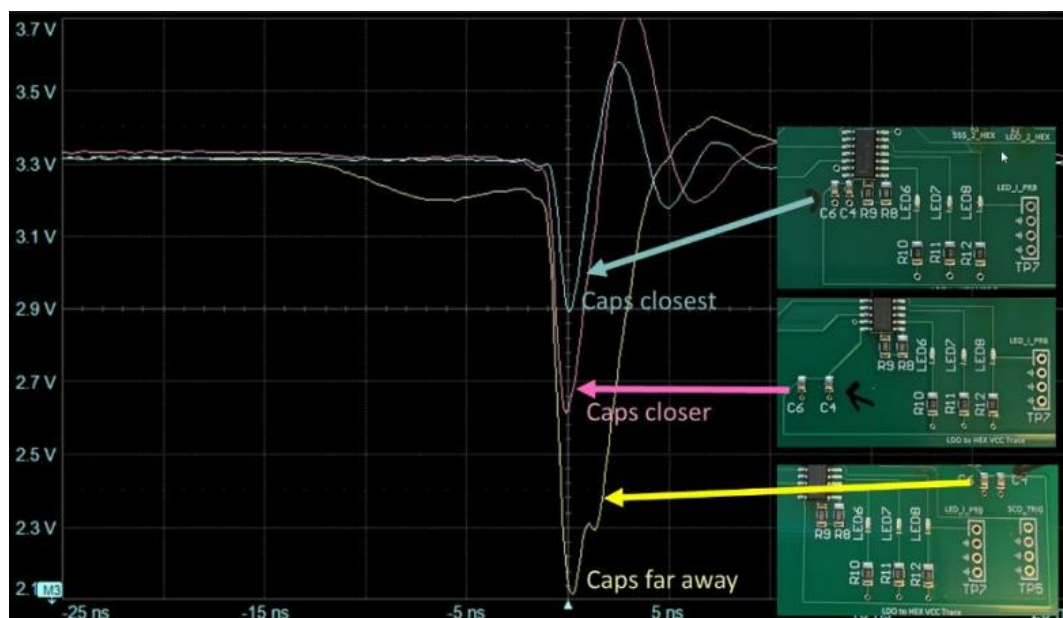 3.7 V
3.5 V
3.3 V
3.1 V
2.9 V
2.7 V
2.5 V
2.3 V
2.1
M3
-25 ns
-15 ns
-5 ns
5 ns
Caps closest
Caps closer
Caps far away
SSS_2_HEX
LDO_2_HEX
C6
C4
R9
R8
LED6
LED7
LED8
LED_I_PRB
R10
R11
R12
TP7
R9
R8
LED6
LED7
LED8
LED_I_PRB
C6
C4
R10
R11
R12
TP7
LDO to HEX VCC Trace
C4
R9
R8
LED6
LED7
LED8
LED_I_PRB
SCO_TRIG
R10
R11
R12
TP7
TP5
LDO to HEX VCC Trace